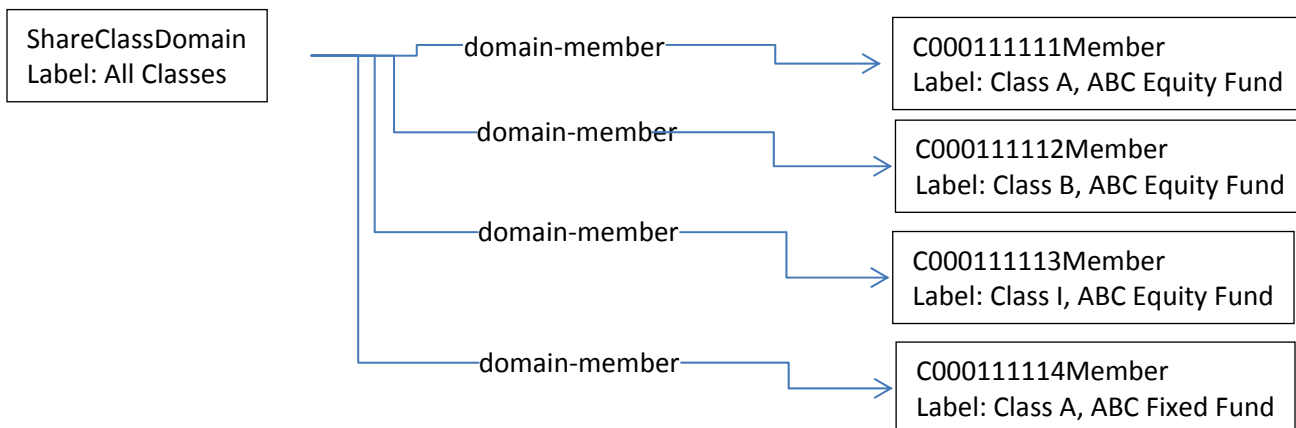 ShareClassDomain
Label: All Classes
domain-member
C000111111Member
Label: Class A, ABC Equity Fund
domain-member
C000111112Member
Label: Class B, ABC Equity Fund
domain-member
C000111113Member
Label: Class I, ABC Equity Fund
domain-member
C000111114Member
Label: Class A, ABC Fixed Fund